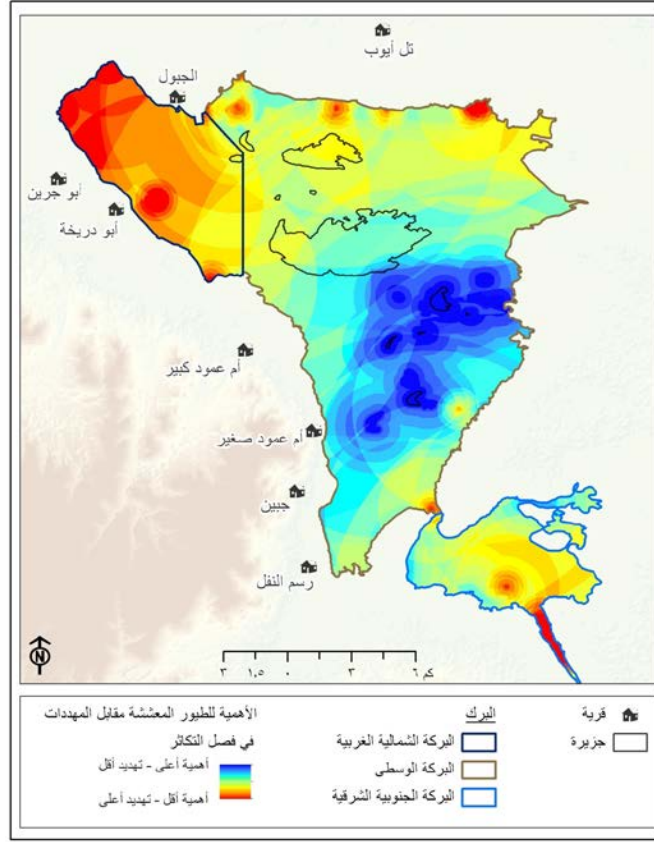 تل أيوب
الجبول
أبو جرين
أبو دريخة
أم عمود كبير
أم عمود صغير
جبين
رسم النفل
N
٣ ١,٥ ٠ ٣ ٦ كم
قرية
جزيرة
البرك
البركة الشمالية الغربية
البركة الوسطى
البركة الجنوبية الشرقية
الأهمية للطيور المعششة مقابل المهددات
في فصل التكاثر
أهمية أعلى - تهديد أقل
أهمية أقل - تهديد أعلى